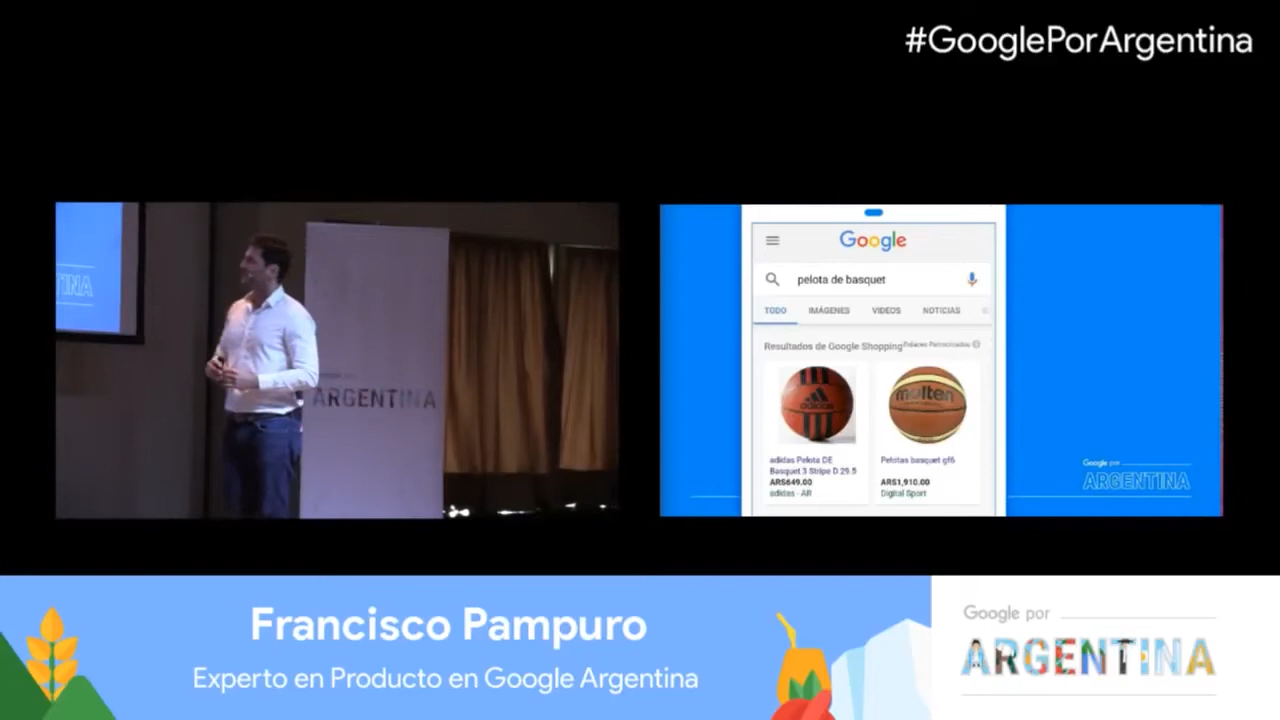 #GooglePorArgentina
TINA
ARGENTINA
Google
pelota de basquet
TODO IMÁGENES VIDEOS NOTICIAS
Resultados de Google Shopping Enlaces Patrocinados
adidas
molten
adidas Pelota DE
Basquet 3 Stripe D 29.5
ARS649.00
adidas - AR
Pelotas basquet gf6
ARS1,910.00
Digital Sport
Google por
ARGENTINA
Francisco Pampuro
Experto en Producto en Google Argentina
Google por
ARGENTINA